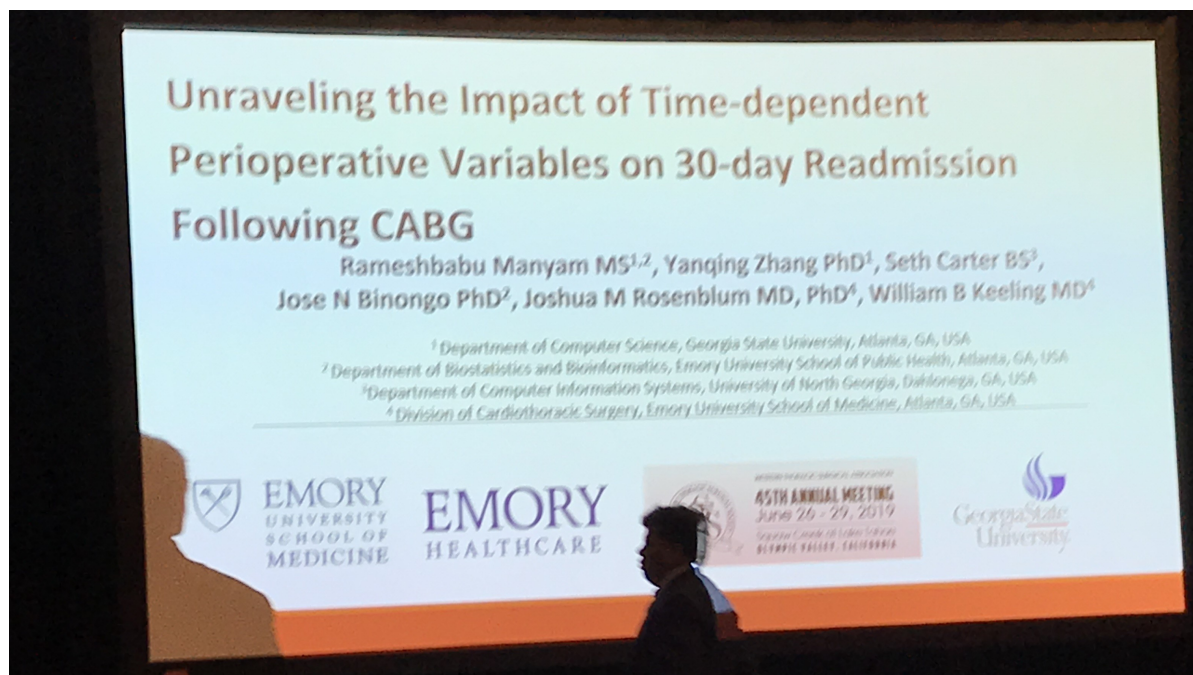 Unraveling the Impact of Time-dependent
Perioperative Variables on 30-day Readmission
Following CABG
Rameshbabu Manyam MS¹,², Yanqing Zhang PhD¹, Seth Carter BS³,
Jose N Binongo PhD², Joshua M Rosenblum MD, PhD⁴, William B Keeling MD⁴
¹ Department of Computer Science, Georgia State University, Atlanta, GA, USA
² Department of Biostatistics and Bioinformatics, Emory University School of Public Health, Atlanta, GA, USA
³Department of Computer Information Systems, University of North Georgia, Dahlonega, GA, USA
⁴ Division of Cardiothoracic Surgery, Emory University School of Medicine, Atlanta, GA, USA
EMORY
UNIVERSITY
SCHOOL OF
MEDICINE
EMORY
HEALTHCARE
45TH ANNUAL MEETING
June 26 - 29, 2019
OLYMPIC VALLEY, CALIFORNIA
GeorgiaState
University